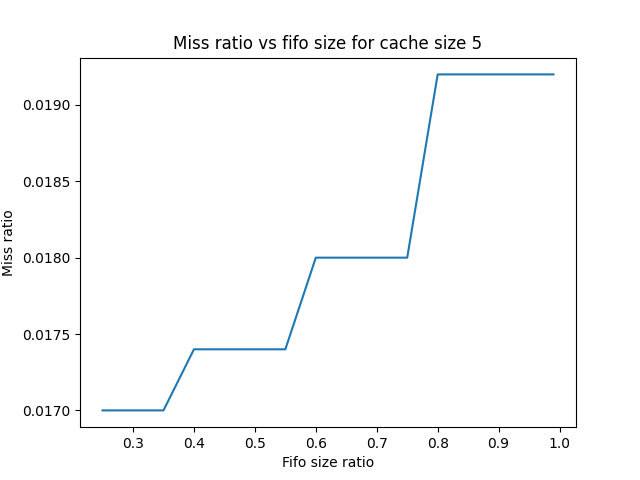 Miss ratio vs fifo size for cache size 5
0.0190
0.0185
0.0180
0.0175
0.0170
Miss ratio
0.3 0.4 0.5 0.6 0.7 0.8 0.9 1.0
Fifo size ratio